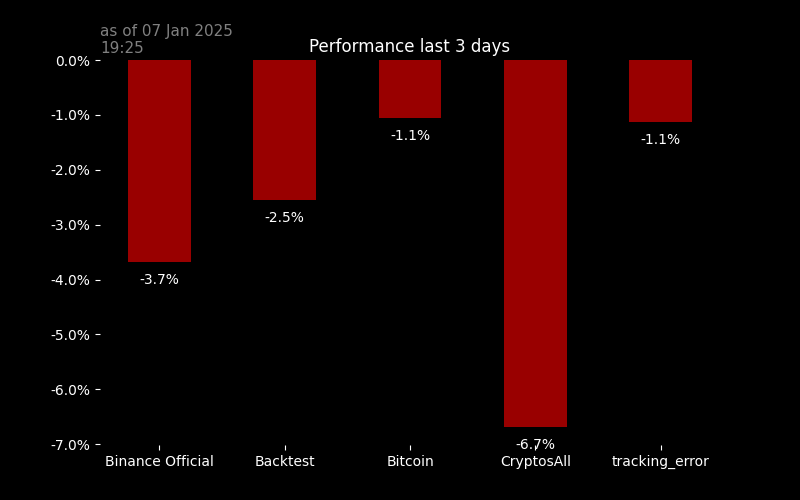 as of 07 Jan 2025
19:25
Performance last 3 days
0.0%
-1.0%
-2.0%
-3.0%
-4.0%
-5.0%
-6.0%
-7.0%
-3.7%
-2.5%
-1.1%
-6.7%
-1.1%
Binance Official
Backtest
Bitcoin
CryptosAll
tracking_error